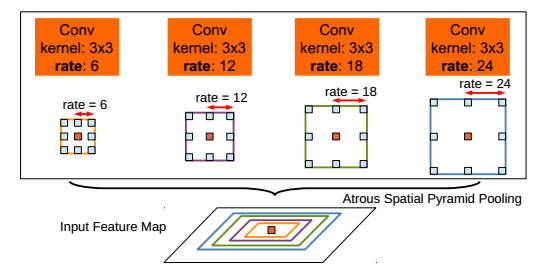 Conv
kernel: 3x3
rate: 6
Conv
kernel: 3x3
rate: 12
Conv
kernel: 3x3
rate: 18
Conv
kernel: 3x3
rate: 24
rate = 6
rate = 12
rate = 18
rate = 24
Atrous Spatial Pyramid Pooling
Input Feature Map